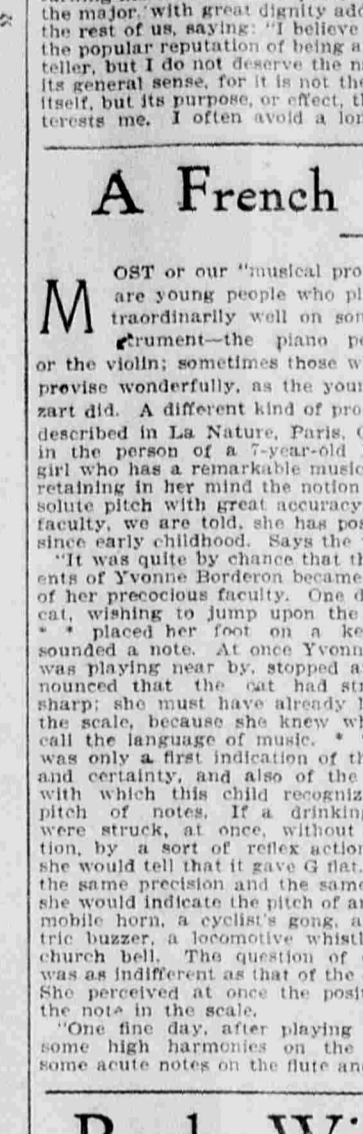 the major, with great dignity add
the rest of us, saying: "I believe
the popular reputation of being a
teller, but I do not deserve the n
its general sense, for it is not the
itself, but its purpose, or effect, th
terests me. I often avoid a lon
A French
MOST or our "musical pro
are young people who pl
traordinarily well on som
strument—the piano pe
or the violin; sometimes those w
provise wonderfully, as the your
zart did. A different kind of pro
described in La Nature, Paris,
in the person of a 7-year-old
girl who has a remarkable music
retaining in her mind the notion
solute pitch with great accuracy
faculty, we are told, she has pos
since early childhood. Says the
"It was quite by chance that th
ents of Yvonne Borderon became
of her precocious faculty. One d
cat, wishing to jump upon the
* * placed her foot on a ke
sounded a note. At once Yvonn
was playing near by, stopped a
nounced that the cat had str
sharp; she must have already l
the scale, because she knew wh
call the language of music. *
was only a first indication of th
and certainty, and also of the
with which this child recogniz
pitch of notes. If a drinking
were struck, at once, without
tion, by a sort of reflex action
she would tell that it gave G flat.
the same precision and the same
she would indicate the pitch of an
mobile horn, a cyclist's gong, a
tric buzzer, a locomotive whistl
church bell. The question of
was as indifferent as that of the
She perceived at once the posit
the note in the scale.
"One fine day, after playing
some high harmonies on the
some acute notes on the flute an